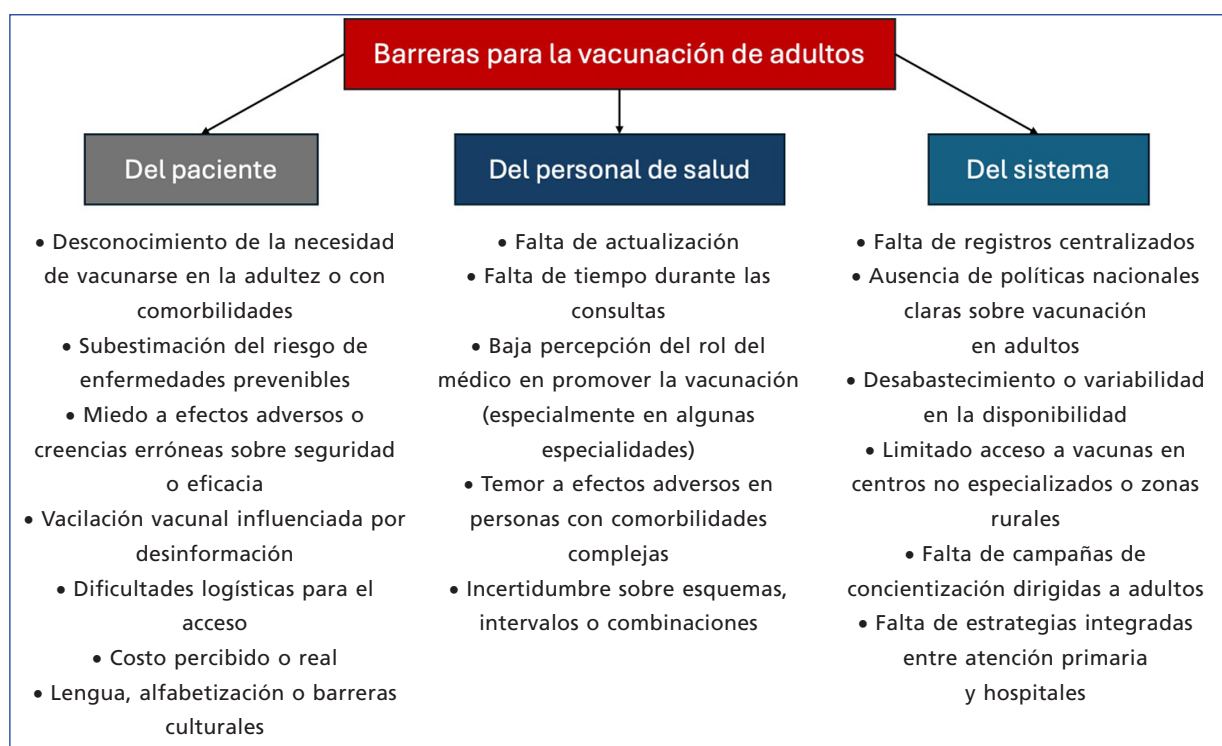 Barreras para la vacunación de adultos
Del paciente
• Desconocimiento de la necesidad
de vacunarse en la adultez o con
comorbilidades
• Subestimación del riesgo de
enfermedades prevenibles
• Miedo a efectos adversos o
creencias erróneas sobre seguridad
o eficacia
• Vacilación vacunal influenciada por
desinformación
• Dificultades logísticas para el
acceso
• Costo percibido o real
• Lengua, alfabetización o barreras
culturales
Del personal de salud
• Falta de actualización
• Falta de tiempo durante las
consultas
• Baja percepción del rol del
médico en promover la vacunación
(especialmente en algunas
especialidades)
• Temor a efectos adversos en
personas con comorbilidades
complejas
• Incertidumbre sobre esquemas,
intervalos o combinaciones
Del sistema
• Falta de registros centralizados
• Ausencia de políticas nacionales
claras sobre vacunación
en adultos
• Desabastecimiento o variabilidad
en la disponibilidad
• Limitado acceso a vacunas en
centros no especializados o zonas
rurales
• Falta de campañas de
concientización dirigidas a adultos
• Falta de estrategias integradas
entre atención primaria
y hospitales